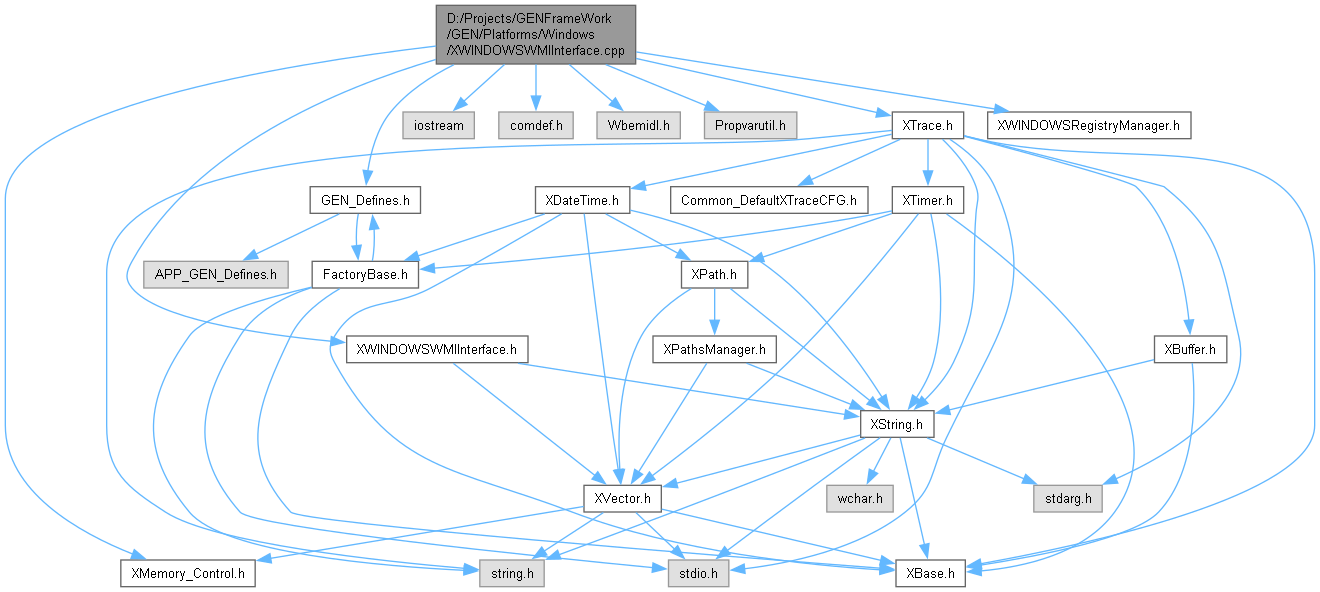 D:/Projects/GENFrameWork
/GEN/Platforms/Windows
/XWINDOWSWMIInterface.cpp
iostream
comdef.h
Wbemidl.h
Propvarutil.h
XTrace.h
XWINDOWSRegistryManager.h
GEN_Defines.h
XDateTime.h
Common_DefaultXTraceCFG.h
XTimer.h
APP_GEN_Defines.h
FactoryBase.h
XPath.h
XWINDOWSWMIInterface.h
XPathsManager.h
XBuffer.h
XString.h
XVector.h
wchar.h
stdarg.h
XMemory_Control.h
string.h
stdio.h
XBase.h